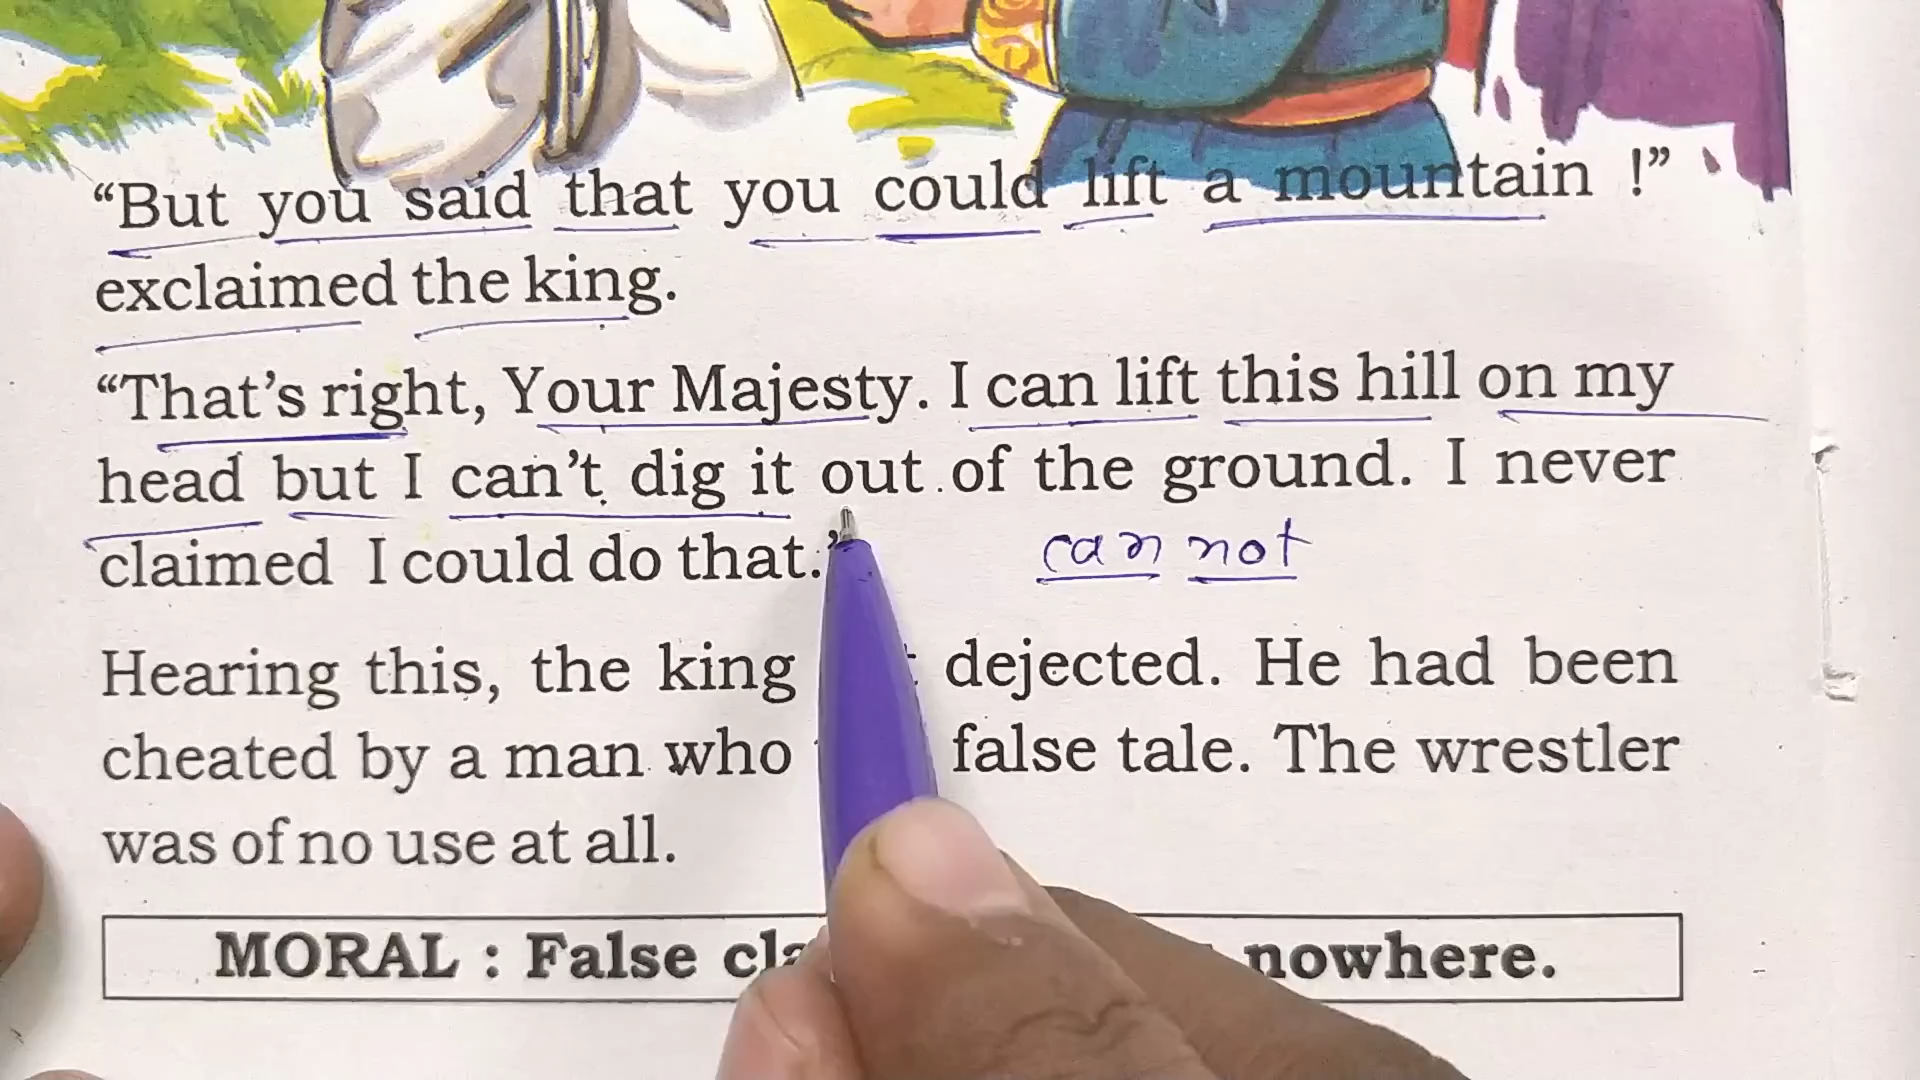 “But you said that you could lift a mountain !”
exclaimed the king.
“That’s right, Your Majesty. I can lift this hill on my
head but I can’t dig it out of the ground. I never
claimed I could do that.”
can not
Hearing this, the king dejected. He had been
cheated by a man who false tale. The wrestler
was of no use at all.
MORAL : False nowhere.